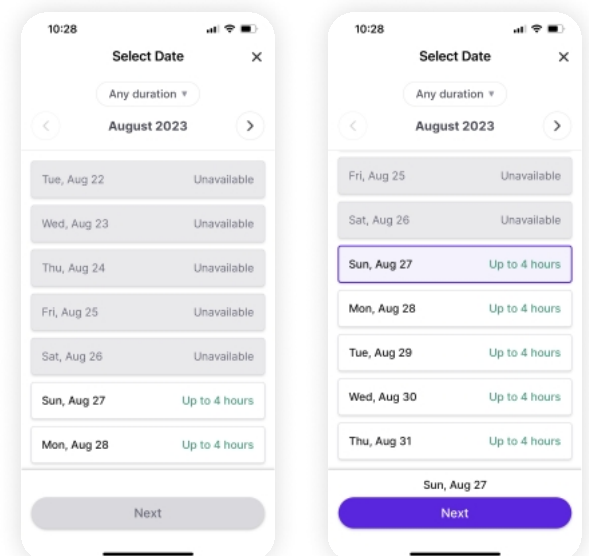 10:28
Select Date
Any duration
August 2023
Tue, Aug 22 Unavailable
Wed, Aug 23 Unavailable
Thu, Aug 24 Unavailable
Fri, Aug 25 Unavailable
Sat, Aug 26 Unavailable
Sun, Aug 27 Up to 4 hours
Mon, Aug 28 Up to 4 hours
Next
10:28
Select Date
Any duration
August 2023
Fri, Aug 25 Unavailable
Sat, Aug 26 Unavailable
Sun, Aug 27 Up to 4 hours
Mon, Aug 28 Up to 4 hours
Tue, Aug 29 Up to 4 hours
Wed, Aug 30 Up to 4 hours
Thu, Aug 31 Up to 4 hours
Sun, Aug 27
Next